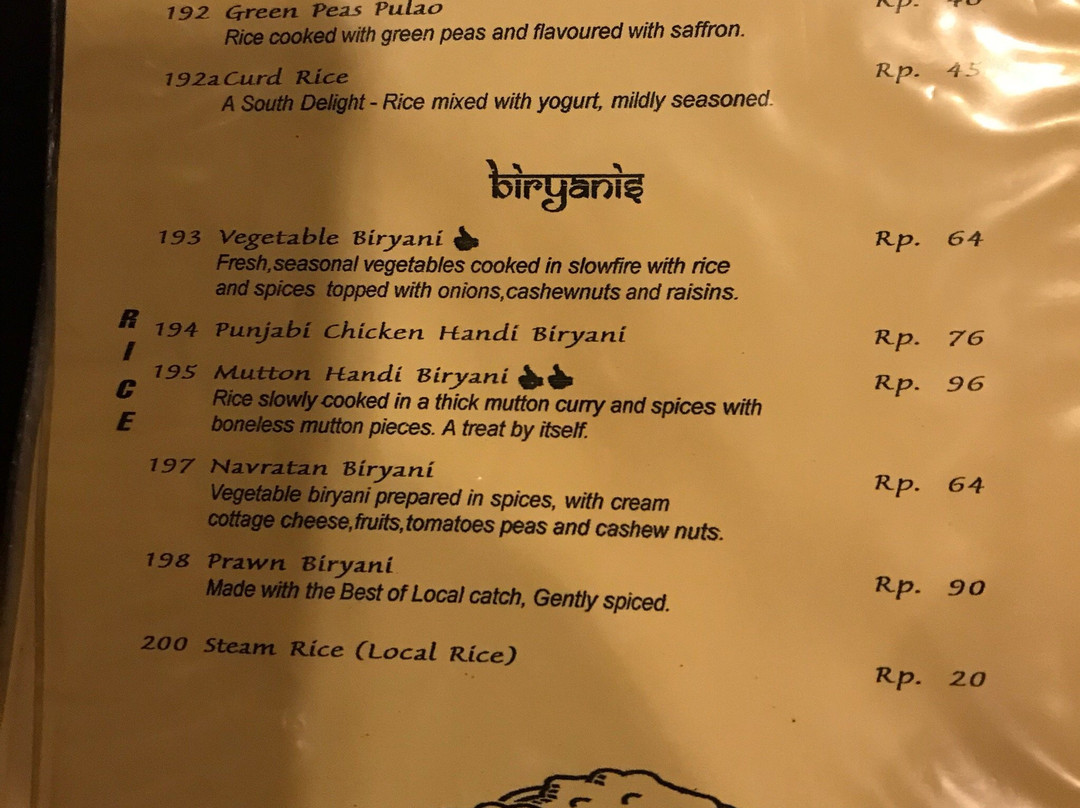 192 Green Peas Pulao
Rice cooked with green peas and flavoured with saffron.
Rp.
192a Curd Rice Rp. 45
A South Delight - Rice mixed with yogurt, mildly seasoned.
biryanis
193 Vegetable Biryani Rp. 64
Fresh,seasonal vegetables cooked in slowfire with rice
and spices topped with onions,cashewnuts and raisins.
RICE
194 Punjabi Chicken Handi Biryani Rp. 76
195 Mutton Handi Biryani Rp. 96
Rice slowly cooked in a thick mutton curry and spices with
boneless mutton pieces. A treat by itself.
197 Navratan Biryani Rp. 64
Vegetable biryani prepared in spices, with cream
cottage cheese,fruits,tomatoes peas and cashew nuts.
198 Prawn Biryani Rp. 90
Made with the Best of Local catch, Gently spiced.
200 Steam Rice (Local Rice) Rp. 20